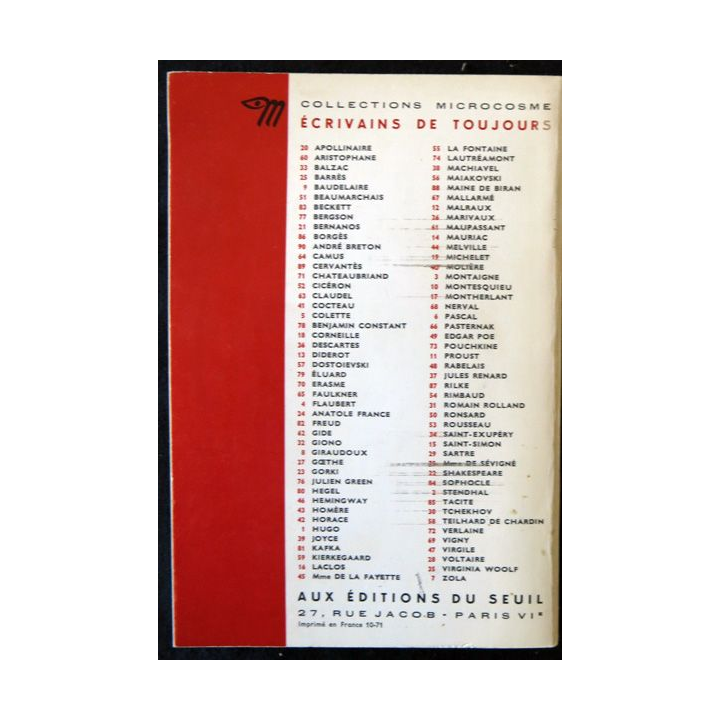 COLLECTIONS MICROCOSME
ÉCRIVAINS DE TOUJOURS
20 APOLLINAIRE
60 ARISTOPHANE
33 BALZAC
25 BARRÈS
9 BAUDELAIRE
51 BEAUMARCHAIS
83 BECKETT
77 BERGSON
21 BERNANOS
86 BORGÈS
90 ANDRÉ BRETON
64 CAMUS
89 CERVANTÈS
71 CHATEAUBRIAND
52 CICÉRON
63 CLAUDEL
41 COCTEAU
5 COLETTE
78 BENJAMIN CONSTANT
18 CORNEILLE
36 DESCARTES
13 DIDEROT
57 DOSTOIEVSKI
79 ÉLUARD
70 ERASME
65 FAULKNER
4 FLAUBERT
24 ANATOLE FRANCE
82 FREUD
62 GIDE
32 GIONO
8 GIRAUDOUX
27 GŒTHE
23 GORKI
76 JULIEN GREEN
80 HEGEL
46 HEMINGWAY
43 HOMÈRE
42 HORACE
1 HUGO
39 JOYCE
81 KAFKA
59 KIERKEGAARD
16 LACLOS
45 Mme DE LA FAYETTE
55 LA FONTAINE
74 LAUTRÉAMONT
38 MACHIAVEL
56 MAIAKOVSKI
88 MAINE DE BIRAN
67 MALLARMÉ
12 MALRAUX
26 MARIVAUX
61 MAUPASSANT
14 MAURIAC
44 MELVILLE
19 MICHELET
40 MOLIÈRE
3 MONTAIGNE
10 MONTESQUIEU
17 MONTHERLANT
68 NERVAL
6 PASCAL
66 PASTERNAK
49 EDGAR POE
73 POUCHKINE
11 PROUST
48 RABELAIS
37 JULES RENARD
87 RILKE
54 RIMBAUD
31 ROMAIN ROLLAND
50 RONSARD
53 ROUSSEAU
34 SAINT-EXUPÉRY
15 SAINT-SIMON
29 SARTRE
Mme DE SÉVIGNÉ
22 SHAKESPEARE
84 SOPHOCLE
2 STENDHAL
85 TACITE
30 TCHEKHOV
58 TEILHARD DE CHARDIN
72 VERLAINE
69 VIGNY
47 VIRGILE
28 VOLTAIRE
35 VIRGINIA WOOLF
7 ZOLA
AUX ÉDITIONS DU SEUIL
27, RUE JACOB - PARIS VIᵉ
Imprimé en France 10-71